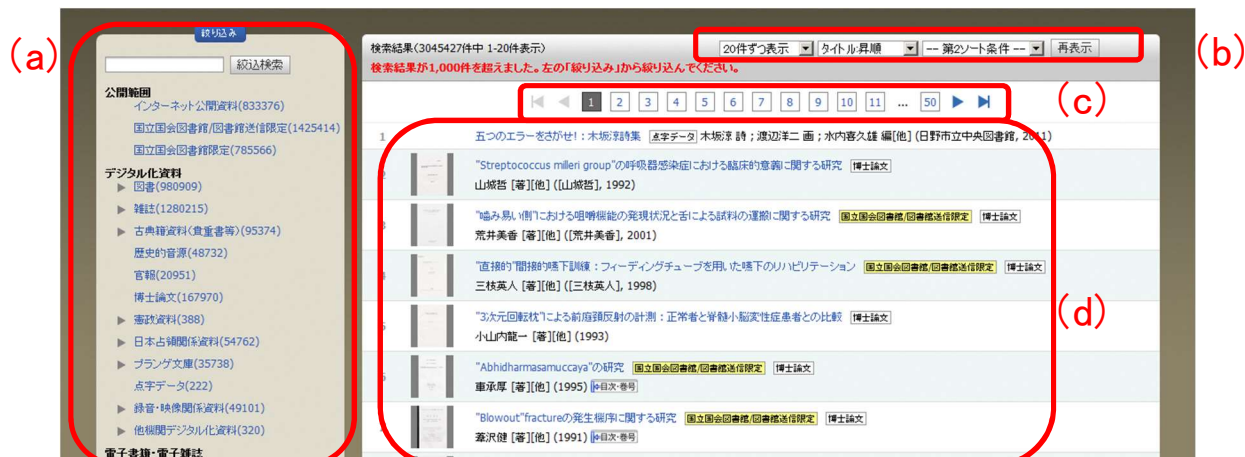 (a)
絞り込み
絞込検索
公開範囲
インターネット公開資料(833376)
国立国会図書館/図書館送信限定(1425414)
国立国会図書館限定(785566)
デジタル化資料
▶ 図書(980909)
▶ 雑誌(1280215)
▶ 古典籍資料(貴重書等)(95374)
歴史的音源(48732)
官報(20951)
博士論文(167970)
▶ 憲政資料(388)
▶ 日本占領関係資料(54762)
▶ プランゲ文庫(35738)
点字データ(222)
▶ 録音・映像関係資料(49101)
▶ 他機関デジタル化資料(320)
電子書籍・電子雑誌
検索結果(3045427件中 1-20件表示)
20件ずつ表示 タイトル:昇順 -- 第2ソート条件 -- 再表示
(b)
検索結果が1,000件を超えました。左の「絞り込み」から絞り込んでください。
1 2 3 4 5 6 7 8 9 10 11 ... 50
(c)
1 五つのエラーをさがせ! : 木坂涼詩集 点字データ 木坂涼 詩 ; 渡辺洋二 画 ; 水内喜久雄 編[他] (日野市立中央図書館, 2011)
2 "Streptococcus milleri group"の呼吸器感染症における臨床的意義に関する研究 博士論文
山城哲 [著][他] ([山城哲], 1992)
3 "噛み易い側"における咀嚼機能の発現状況と舌による試料の運搬に関する研究 国立国会図書館/図書館送信限定 博士論文
荒井美香 [著][他] ([荒井美香], 2001)
4 "直接的"間接的嚥下訓練 : フィーディングチューブを用いた嚥下のリハビリテーション 国立国会図書館/図書館送信限定 博士論文
三枝英人 [著][他] ([三枝英人], 1998)
5 "3次元回転枕"による前庭頸反射の計測 : 正常者と脊髄小脳変性症患者との比較 博士論文
小山内龍一 [著][他] (1993)
(d)
6 "Abhidharmasamuccaya"の研究 国立国会図書館/図書館送信限定 博士論文
車承厚 [著][他] (1995) 目次・巻号
"Blowout"fractureの発生機序に関する研究 国立国会図書館/図書館送信限定 博士論文
藁沢健 [著][他] (1991) 目次・巻号